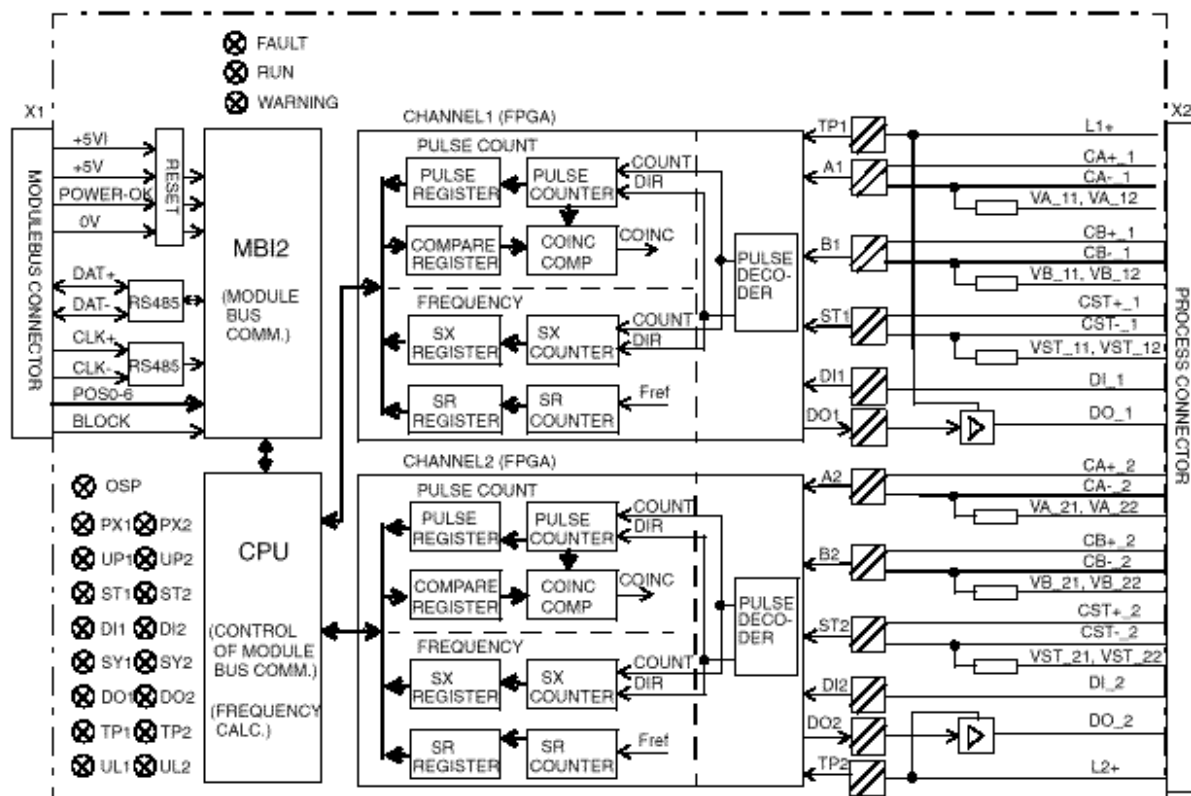 FAULT
RUN
WARNING
X1
X2
MODULEBUS CONNECTOR
+5VI
+5V
POWER-OK
0V
RESET
DAT+
DAT-
RS485
CLK+
CLK-
RS485
POS0-6
BLOCK
MBI2
(MODULE
BUS
COMM.)
CPU
(CONTROL
OF MODULE
BUS COMM.)
(FREQUENCY
CALC.)
OSP
PX1 PX2
UP1 UP2
ST1 ST2
DI1 DI2
SY1 SY2
DO1 DO2
TP1 TP2
UL1 UL2
CHANNEL1 (FPGA)
PULSE COUNT
PULSE
REGISTER
PULSE
COUNTER
COUNT
DIR
COMPARE
REGISTER
COINC
COMP
COINC
PULSE
DECO-
DER
FREQUENCY
SX
REGISTER
SX
COUNTER
COUNT
DIR
SR
REGISTER
SR
COUNTER
Fref
CHANNEL2 (FPGA)
PULSE COUNT
PULSE
REGISTER
PULSE
COUNTER
COUNT
DIR
COMPARE
REGISTER
COINC
COMP
COINC
PULSE
DECO-
DER
FREQUENCY
SX
REGISTER
SX
COUNTER
COUNT
DIR
SR
REGISTER
SR
COUNTER
Fref
TP1
L1+
A1
CA+_1
CA-_1
VA_11, VA_12
B1
CB+_1
CB-_1
VB_11, VB_12
ST1
CST+_1
CST-_1
VST_11, VST_12
DI1
DI_1
DO1
DO_1
A2
CA+_2
CA-_2
VA_21, VA_22
B2
CB+_2
CB-_2
VB_21, VB_22
ST2
CST+_2
CST-_2
VST_21, VST_22
DI2
DI_2
DO2
DO_2
TP2
L2+
PROCESS CONNECTOR